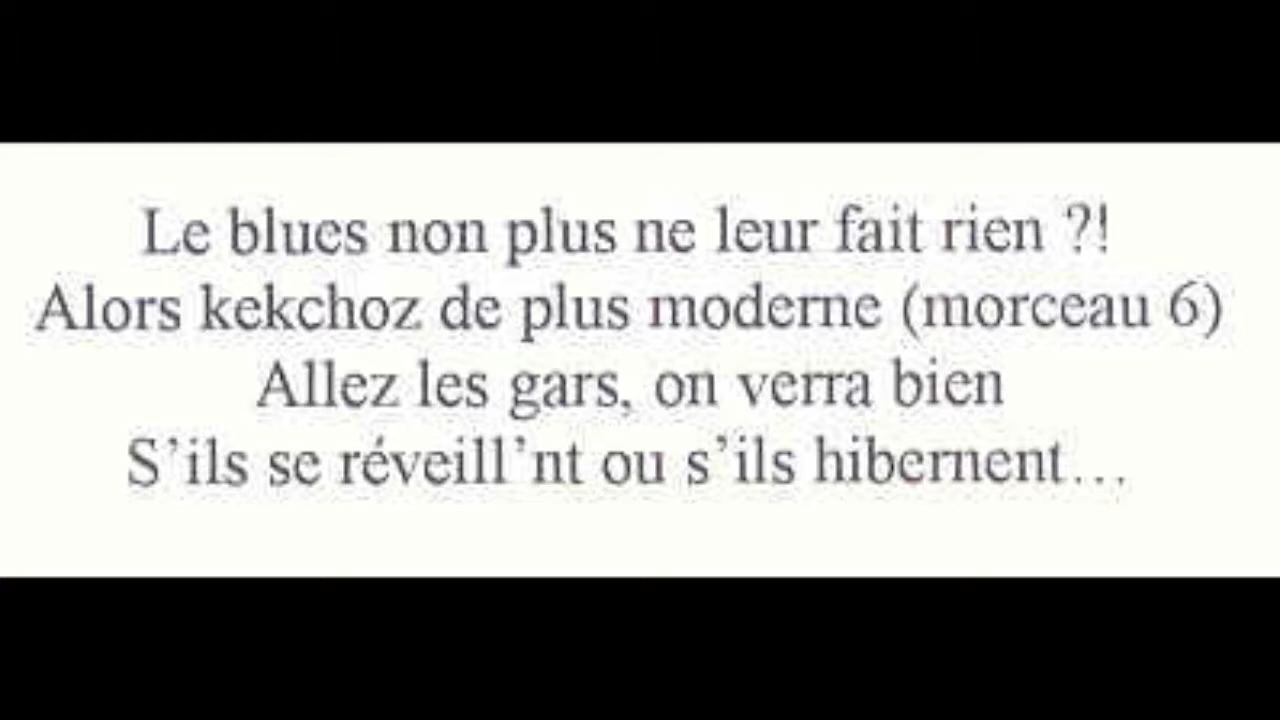 Le blues non plus ne leur fait rien ?!
Alors kekchoz de plus moderne (morceau 6)
Allez les gars, on verra bien
S’ils se réveill’nt ou s’ils hibernent…